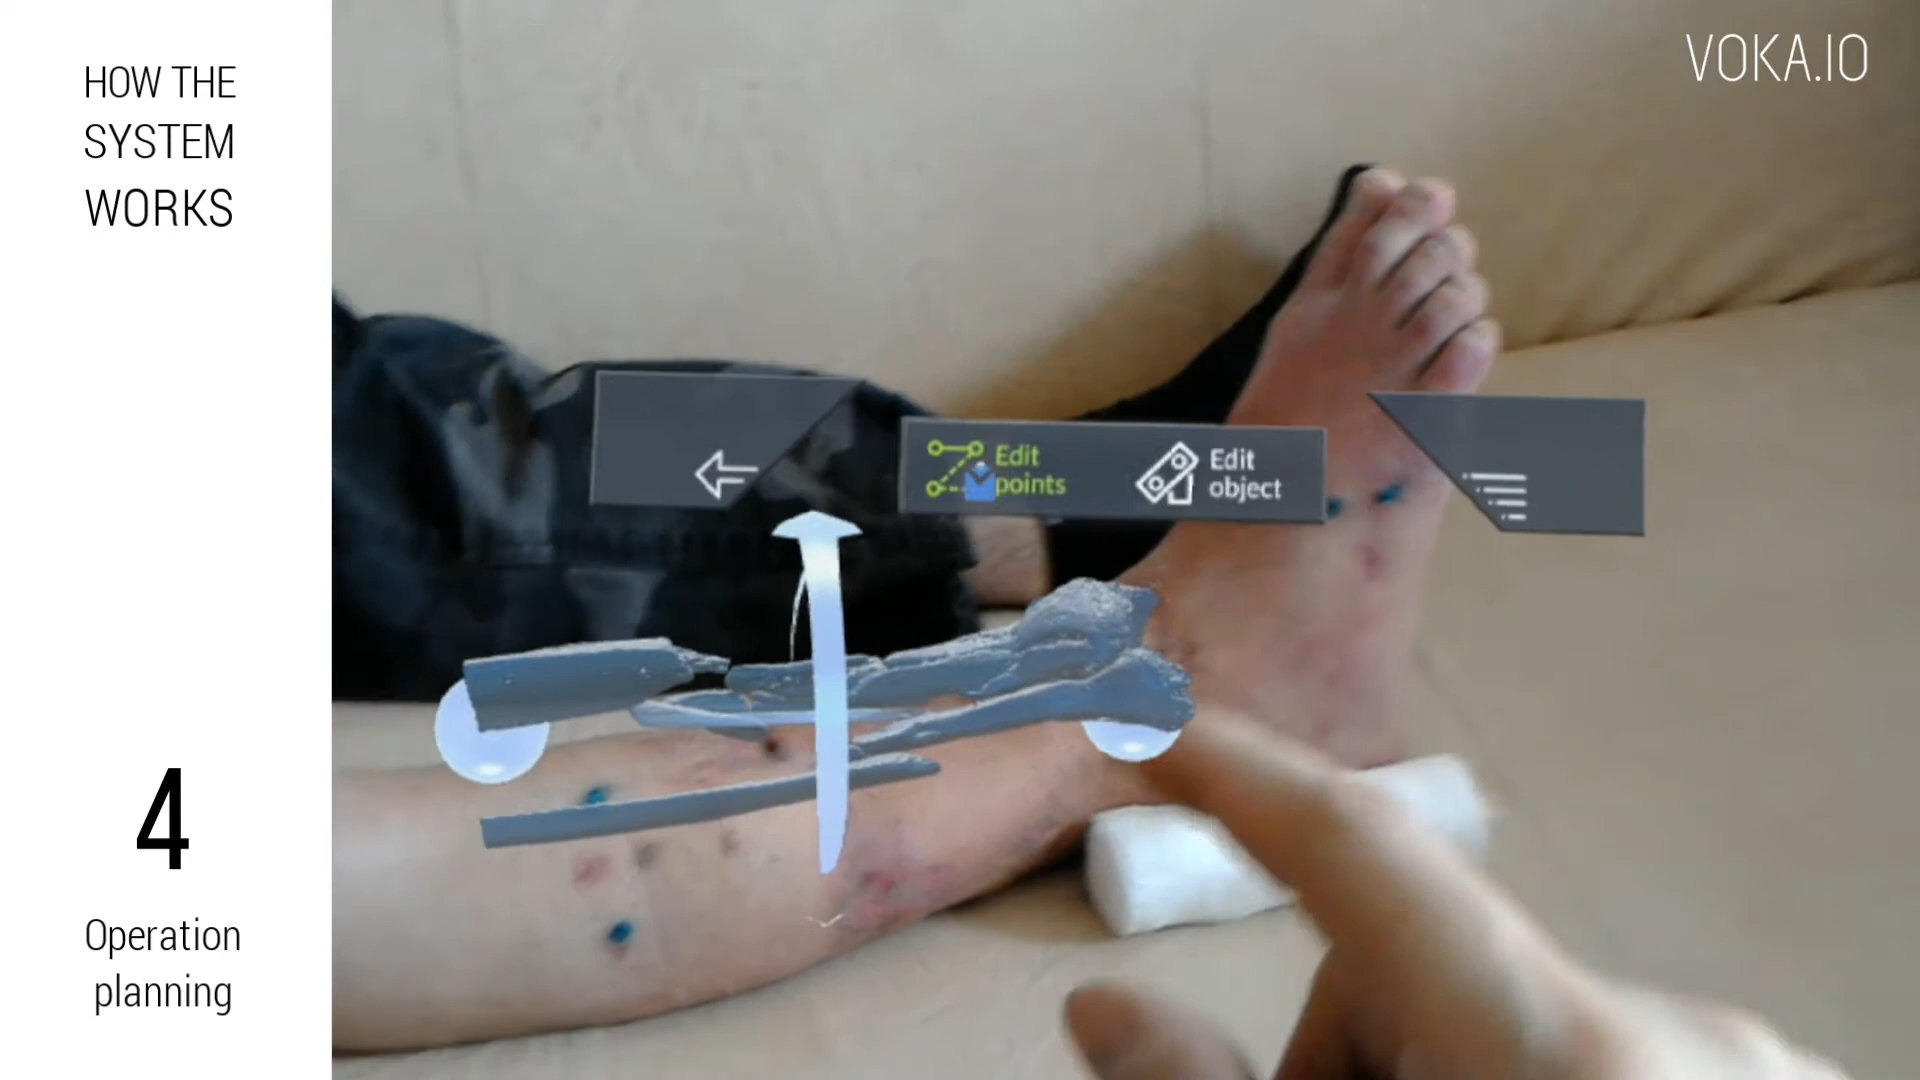 HOW THE
SYSTEM
WORKS
4
Operation
planning
VOKA.IO
Edit
points
Edit
object